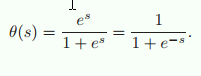 θ(s) = e^s / (1 + e^s) = 1 / (1 + e^{-s}).